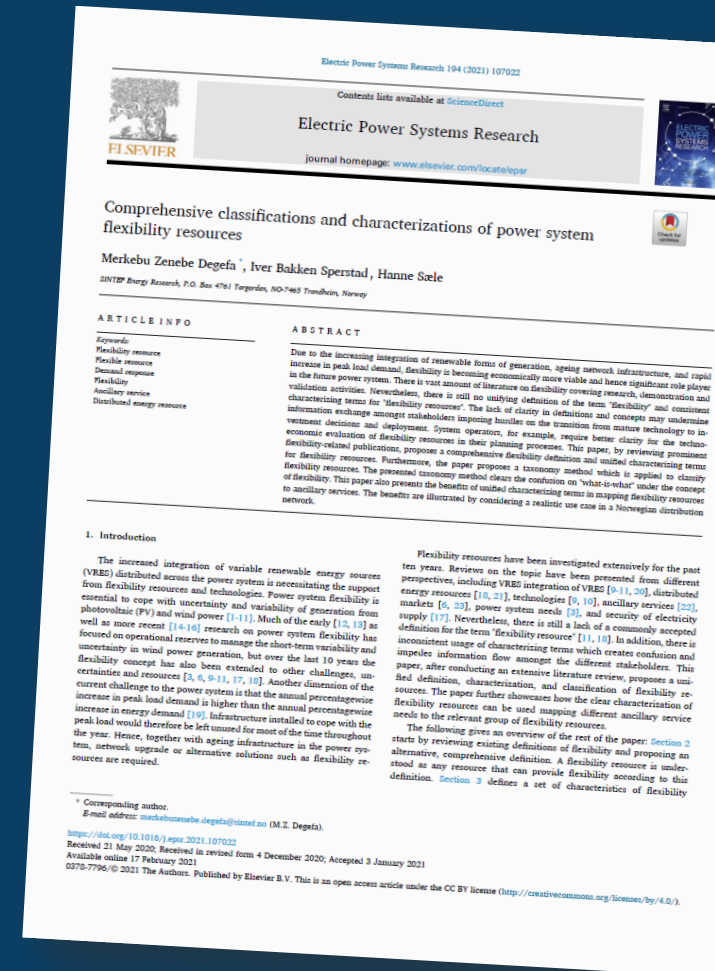 Electric Power Systems Research 194 (2021) 107022
Contents lists available at ScienceDirect
Electric Power Systems Research
journal homepage: www.elsevier.com/locate/epsr
ELSEVIER
ELECTRIC
POWER
SYSTEMS
RESEARCH
Comprehensive classifications and characterizations of power system
flexibility resources
Check for
updates
Merkebu Zenebe Degefa*, Iver Bakken Sperstad, Hanne Sæle
SINTEF Energy Research, P.O. Box 4761 Torgarden, NO-7465 Trondheim, Norway
ARTICLE INFO
Keywords:
Flexibility resource
Flexible resource
Demand response
Flexibility
Ancillary service
Distributed energy resource
ABSTRACT
Due to the increasing integration of renewable forms of generation, ageing network infrastructure, and rapid
increase in peak load demand, flexibility is becoming economically more viable and hence significant role player
in the future power system. There is vast amount of literature on flexibility covering research, demonstration and
validation activities. Nevertheless, there is still no unifying definition of the term "flexibility" and consistent
characterizing terms for "flexibility resources". The lack of clarity in definitions and concepts may undermine
information exchange amongst stakeholders imposing hurdles on the transition from mature technology to in-
vestment decisions and deployment. System operators, for example, require better clarity for the techno-
economic evaluation of flexibility resources in their planning processes. This paper, by reviewing prominent
flexibility-related publications, proposes a comprehensive flexibility definition and unified characterizing terms
for flexibility resources. Furthermore, the paper proposes a taxonomy method which is applied to classify
flexibility resources. The presented taxonomy method clears the confusion on "what-is-what" under the concept
of flexibility. This paper also presents the benefits of unified characterizing terms in mapping flexibility resources
to ancillary services. The benefits are illustrated by considering a realistic use case in a Norwegian distribution
network.
1. Introduction
The increased integration of variable renewable energy sources
(VRES) distributed across the power system is necessitating the support
from flexibility resources and technologies. Power system flexibility is
essential to cope with uncertainty and variability of generation from
photovoltaic (PV) and wind power [1-11]. Much of the early [12, 13] as
well as more recent [14-16] research on power system flexibility has
focused on operational reserves to manage the short-term variability and
uncertainty in wind power generation, but over the last 10 years the
flexibility concept has also been extended to other challenges, un-
certainties and resources [3, 6, 9-11, 17, 18]. Another dimension of the
current challenge to the power system is that the annual percentagewise
increase in peak load demand is higher than the annual percentagewise
increase in energy demand [19]. Infrastructure installed to cope with the
peak load would therefore be left unused for most of the time throughout
the year. Hence, together with ageing infrastructure in the power sys-
tem, network upgrade or alternative solutions such as flexibility re-
sources are required.
Flexibility resources have been investigated extensively for the past
ten years. Reviews on the topic have been presented from different
perspectives, including VRES integration of VRES [9-11, 20], distributed
energy resources [18, 21], technologies [9, 10], ancillary services [22],
markets [6, 23], power system needs [3], and security of electricity
supply [17]. Nevertheless, there is still a lack of a commonly accepted
definition for the term "flexibility resource" [11, 18]. In addition, there is
inconsistent usage of characterizing terms which creates confusion and
impedes information flow amongst the different stakeholders. This
paper, after conducting an extensive literature review, proposes a uni-
fied definition, characterization, and classification of flexibility re-
sources. The paper further showcases how the clear characterization of
flexibility resources can be used mapping different ancillary service
needs to the relevant group of flexibility resources.
The following gives an overview of the rest of the paper: Section 2
starts by reviewing existing definitions of flexibility and proposing an
alternative, comprehensive definition. A flexibility resource is under-
stood as any resource that can provide flexibility according to this
definition. Section 3 defines a set of characteristics of flexibility
* Corresponding author.
E-mail address: merkebuzenebe.degefa@sintef.no (M.Z. Degefa).
https://doi.org/10.1016/j.epsr.2021.107022
Received 21 May 2020; Received in revised form 4 December 2020; Accepted 3 January 2021
Available online 17 February 2021
0378-7796/© 2021 The Authors. Published by Elsevier B.V. This is an open access article under the CC BY license (http://creativecommons.org/licenses/by/4.0/).